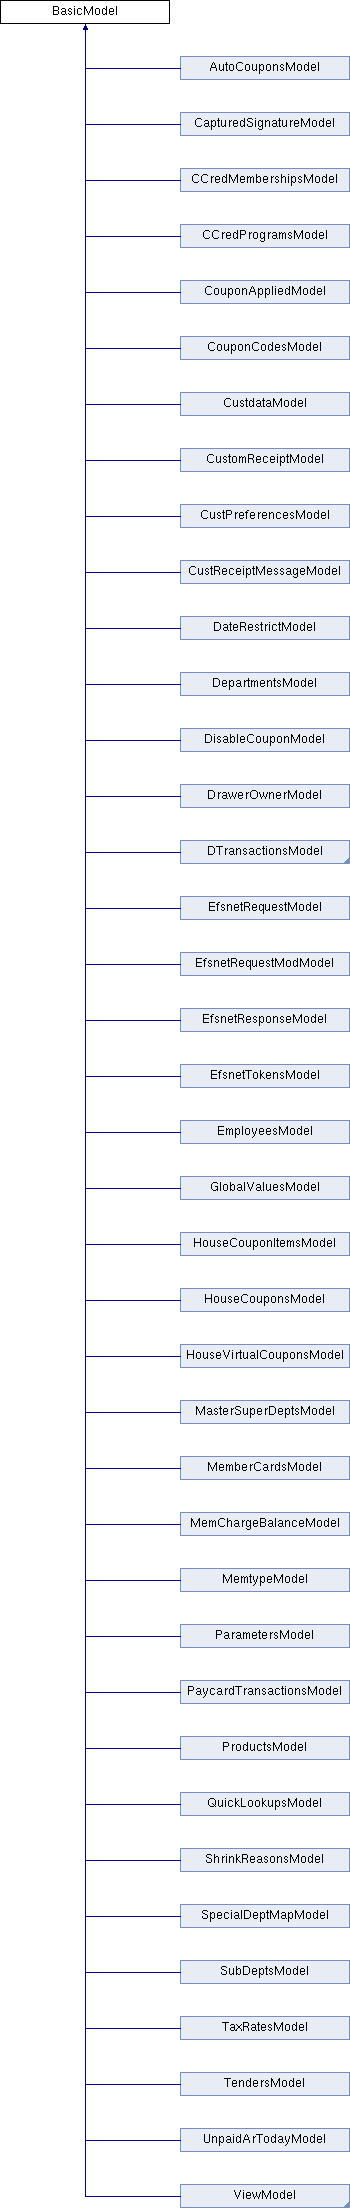 BasicModel
AutoCouponsModel
CapturedSignatureModel
CCredMembershipsModel
CCredProgramsModel
CouponAppliedModel
CouponCodesModel
CustdataModel
CustomReceiptModel
CustPreferencesModel
CustReceiptMessageModel
DateRestrictModel
DepartmentsModel
DisableCouponModel
DrawerOwnerModel
DTransactionsModel
EfsnetRequestModel
EfsnetRequestModModel
EfsnetResponseModel
EfsnetTokensModel
EmployeesModel
GlobalValuesModel
HouseCouponItemsModel
HouseCouponsModel
HouseVirtualCouponsModel
MasterSuperDeptsModel
MemberCardsModel
MemChargeBalanceModel
MemtypeModel
ParametersModel
PaycardTransactionsModel
ProductsModel
QuickLookupsModel
ShrinkReasonsModel
SpecialDeptMapModel
SubDeptsModel
TaxRatesModel
TendersModel
UnpaidArTodayModel
ViewModel